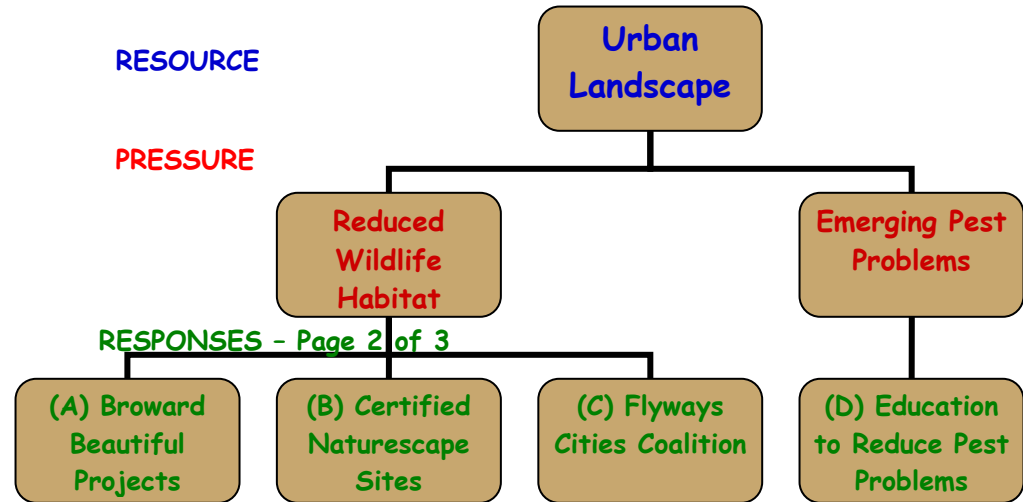 RESOURCE
Urban
Landscape
PRESSURE
Reduced
Wildlife
Habitat
Emerging Pest
Problems
RESPONSES – Page 2 of 3
(A) Broward
Beautiful
Projects
(B) Certified
Naturescape
Sites
(C) Flyways
Cities Coalition
(D) Education
to Reduce Pest
Problems